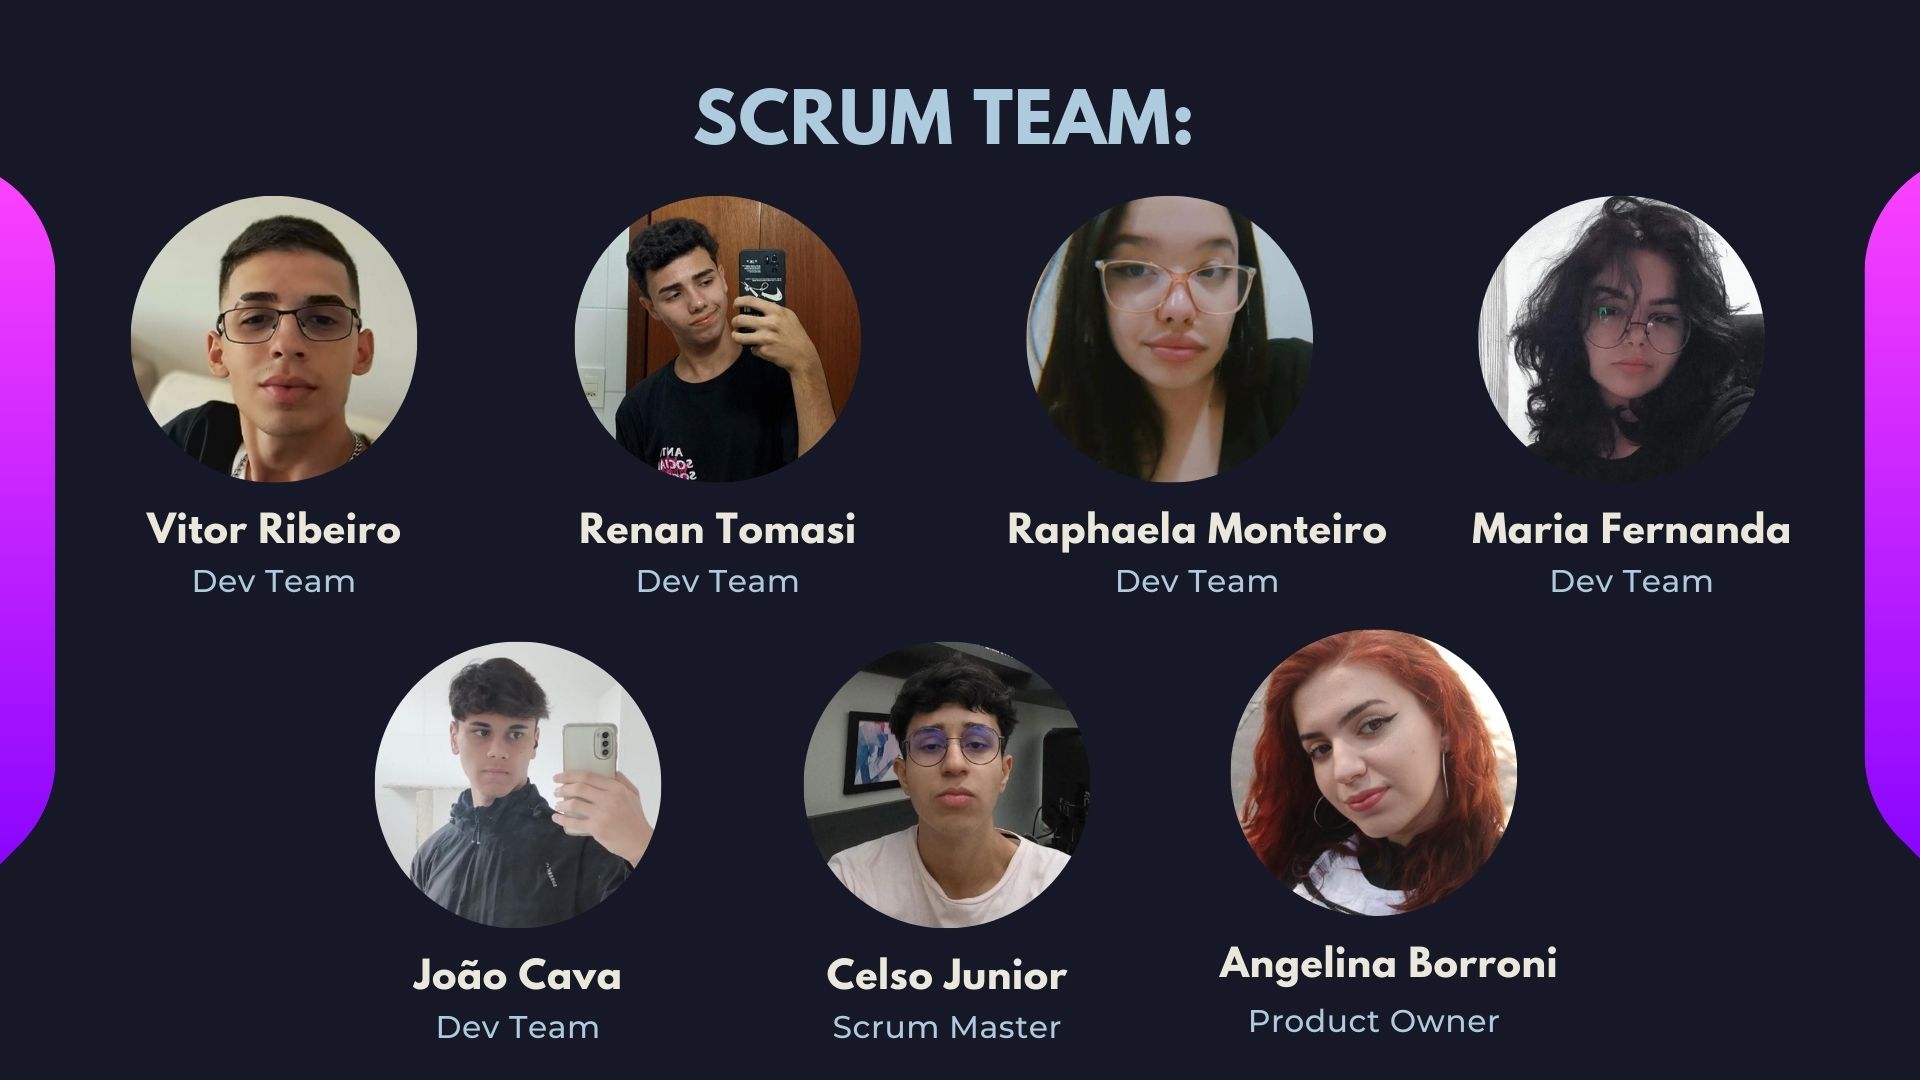 SCRUM TEAM:
Vitor Ribeiro
Dev Team
Renan Tomasi
Dev Team
Raphaela Monteiro
Dev Team
Maria Fernanda
Dev Team
João Cava
Dev Team
Celso Junior
Scrum Master
Angelina Borroni
Product Owner